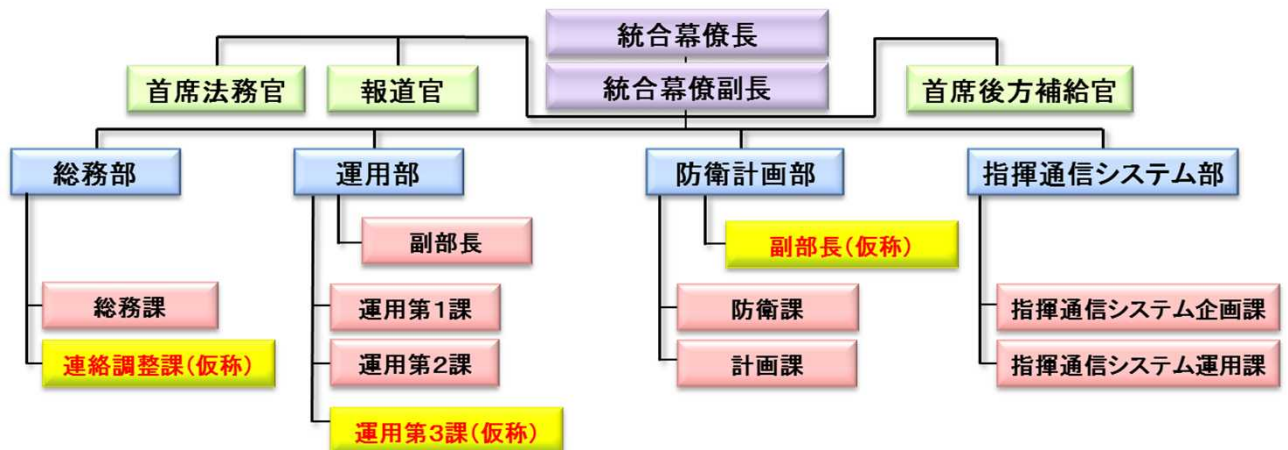 統合幕僚長
統合幕僚副長
首席法務官
報道官
首席後方補給官
総務部
運用部
防衛計画部
指揮通信システム部
副部長
副部長(仮称)
総務課
運用第1課
防衛課
指揮通信システム企画課
連絡調整課(仮称)
運用第2課
計画課
指揮通信システム運用課
運用第3課(仮称)